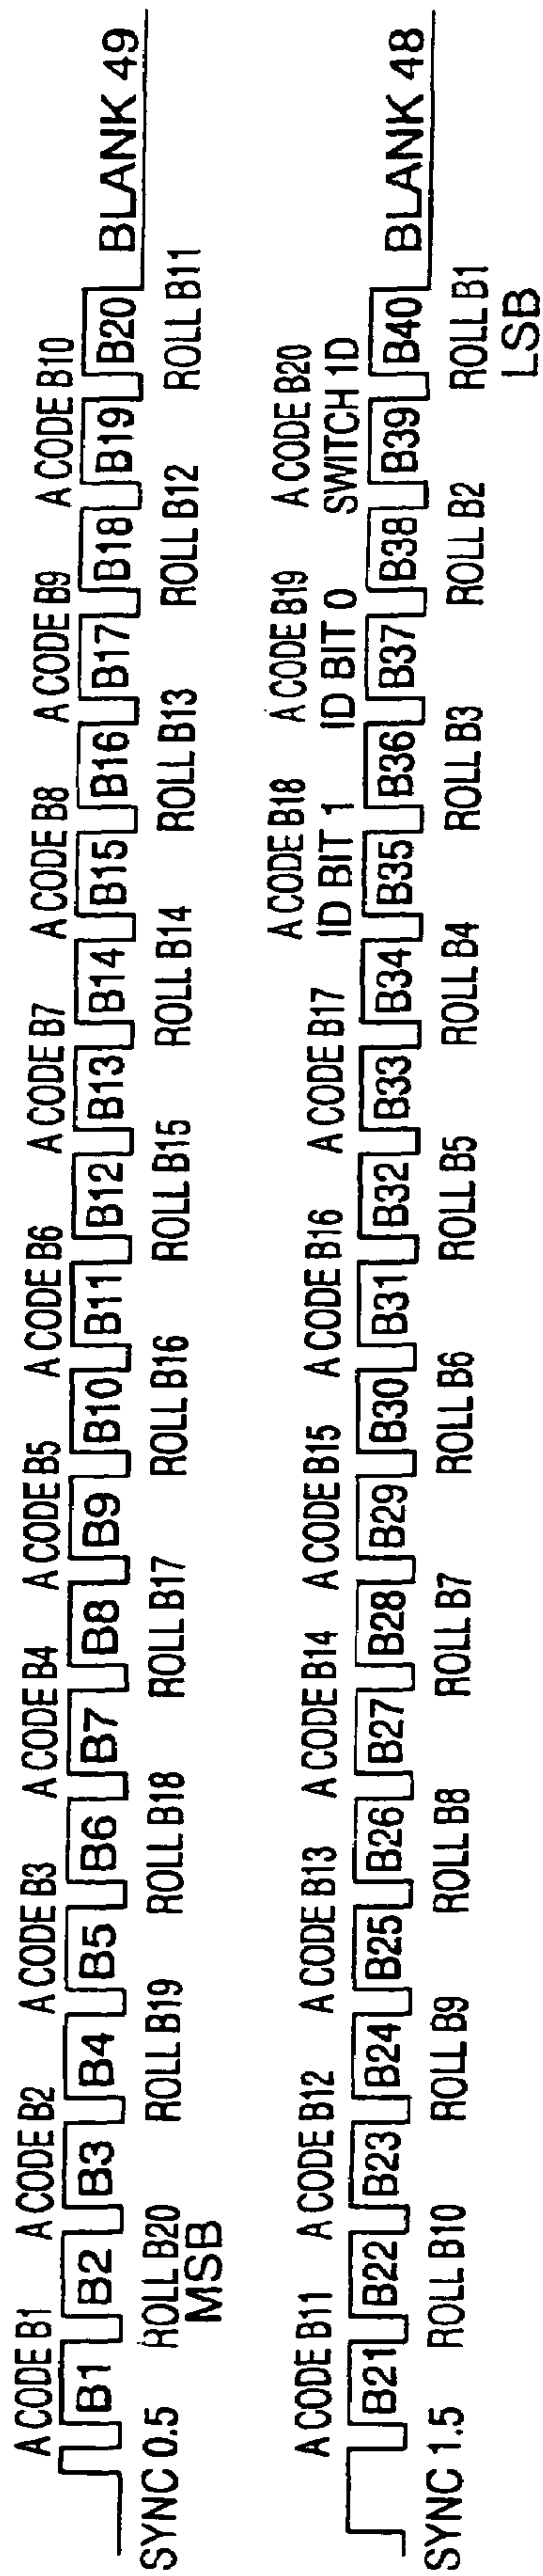 A CODE B1 A CODE B2 A CODE B3 A CODE B4 A CODE B5 A CODE B6 A CODE B7 A CODE B8 A CODE B9 A CODE B10
B1 B2 B3 B4 B5 B6 B7 B8 B9 B10 B11 B12 B13 B14 B15 B16 B17 B18 B19 B20 BLANK 49
SYNC 0.5 ROLL B20 ROLL B19 ROLL B18 ROLL B17 ROLL B16 ROLL B15 ROLL B14 ROLL B13 ROLL B12 ROLL B11
MSB
A CODE B18 A CODE B19 A CODE B20
A CODE B11 A CODE B12 A CODE B13 A CODE B14 A CODE B15 A CODE B16 A CODE B17 ID BIT 1 ID BIT 0 SWITCH 1D
B21 B22 B23 B24 B25 B26 B27 B28 B29 B30 B31 B32 B33 B34 B35 B36 B37 B38 B39 B40 BLANK 48
SYNC 1.5 ROLL B10 ROLL B9 ROLL B8 ROLL B7 ROLL B6 ROLL B5 ROLL B4 ROLL B3 ROLL B2 ROLL B1
LSB